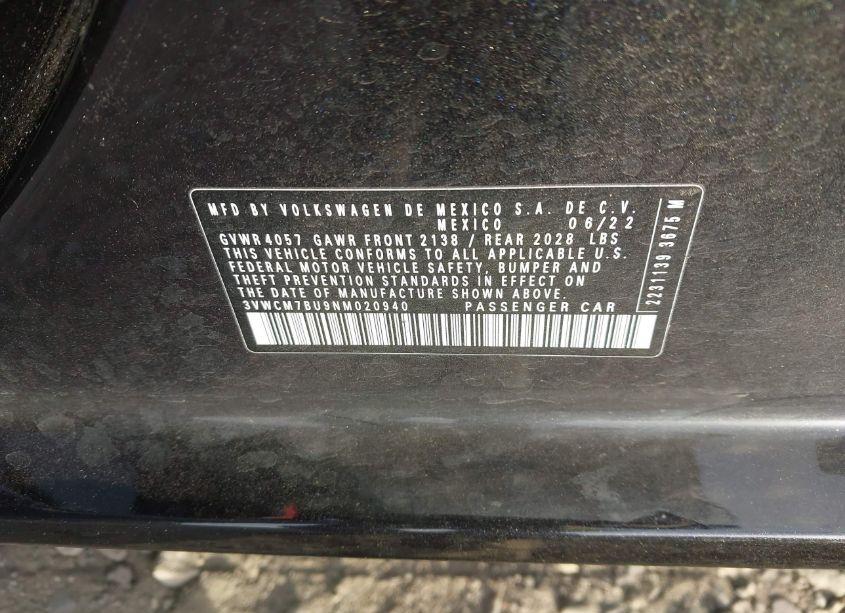 MFD BY VOLKSWAGEN DE MEXICO S.A. DE C.V.
MEXICO 06/22
GVWR 4057 GAWR FRONT 2138 / REAR 2028 LBS
THIS VEHICLE CONFORMS TO ALL APPLICABLE U.S.
FEDERAL MOTOR VEHICLE SAFETY, BUMPER AND
THEFT PREVENTION STANDARDS IN EFFECT ON
THE DATE OF MANUFACTURE SHOWN ABOVE.
3VWCM7BU9NM020940 PASSENGER CAR
2231139 3675 M